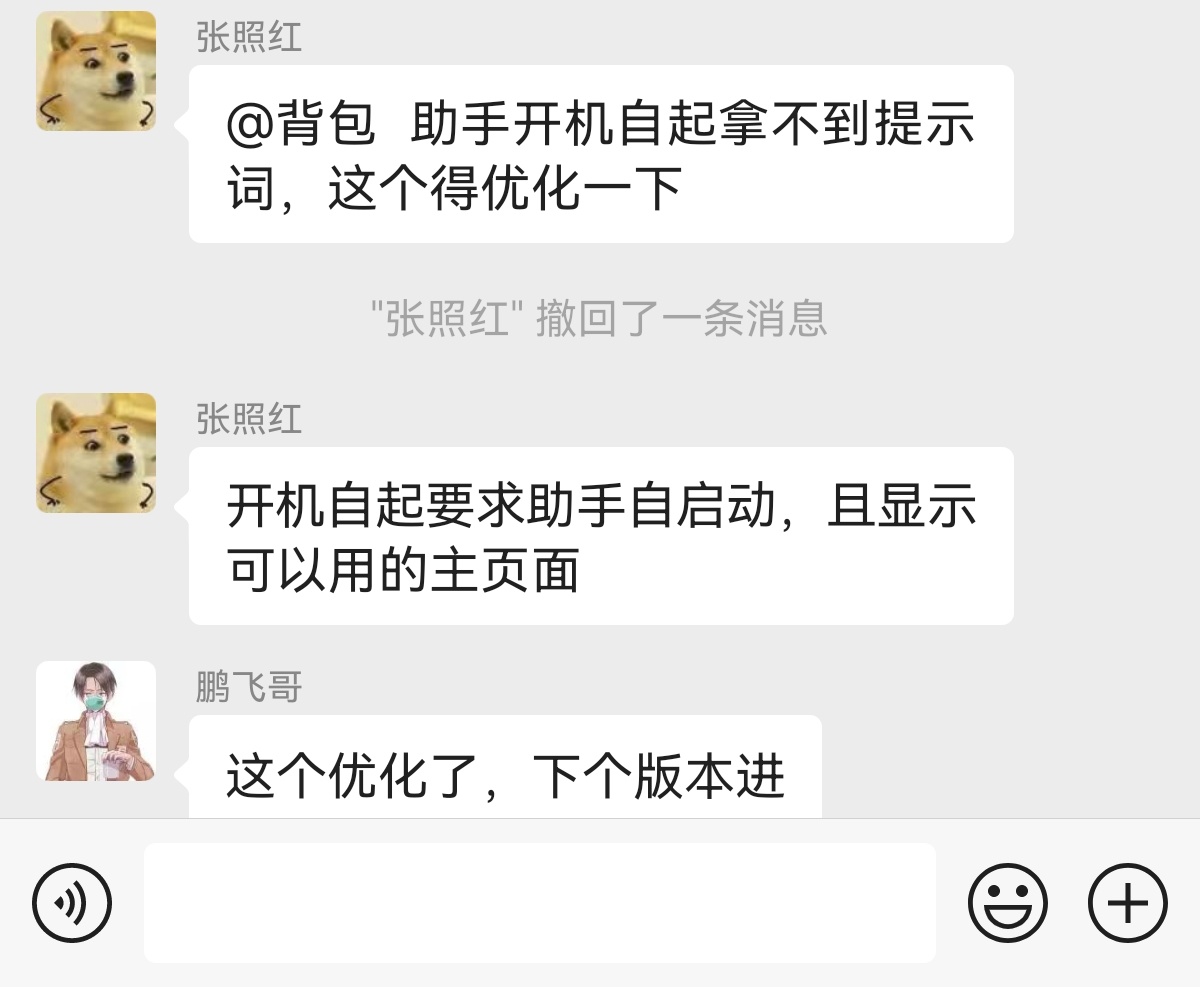 张照红
@背包 助手开机自起拿不到提示
词，这个得优化一下
"张照红" 撤回了一条消息
张照红
开机自起要求助手自启动，且显示
可以用的主页面
鹏飞哥
这个优化了，下个版本进